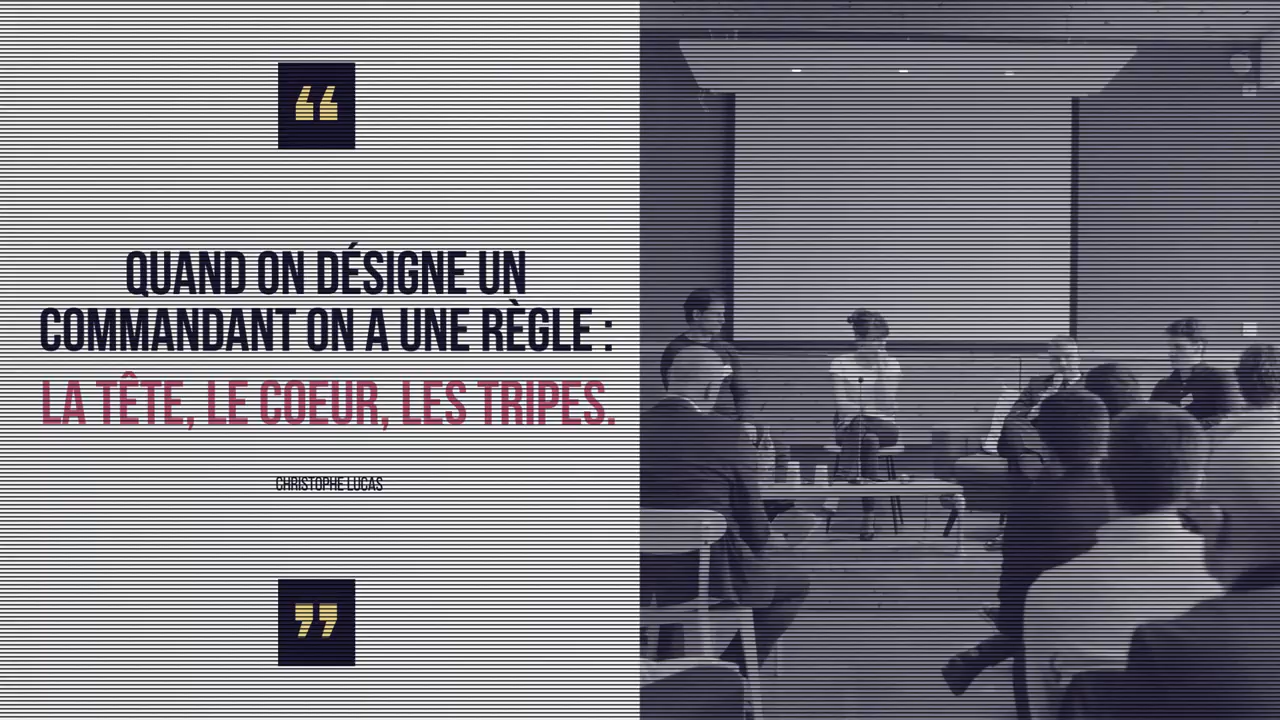 “
QUAND ON DÉSIGNE UN
COMMANDANT ON A UNE RÈGLE :
LA TÊTE, LE COEUR, LES TRIPES.
CHRISTOPHE LUCAS
”